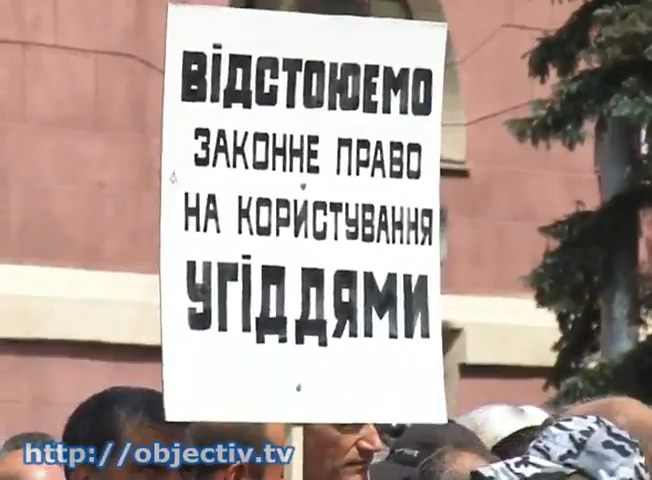 ВІДСТОЮЄМО
ЗАКОННЕ ПРАВО
НА КОРИСТУВАННЯ
УГІДДЯМИ
http://objectiv.tv